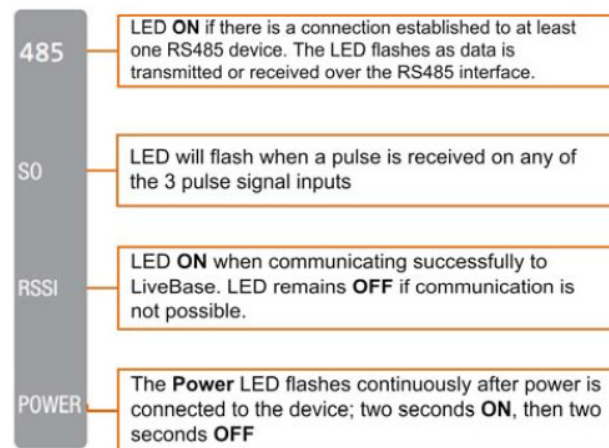 485
LED ON if there is a connection established to at least
one RS485 device. The LED flashes as data is
transmitted or received over the RS485 interface.
SO
LED will flash when a pulse is received on any of
the 3 pulse signal inputs
RSSI
LED ON when communicating successfully to
LiveBase. LED remains OFF if communication is
not possible.
POWER
The Power LED flashes continuously after power is
connected to the device; two seconds ON, then two
seconds OFF